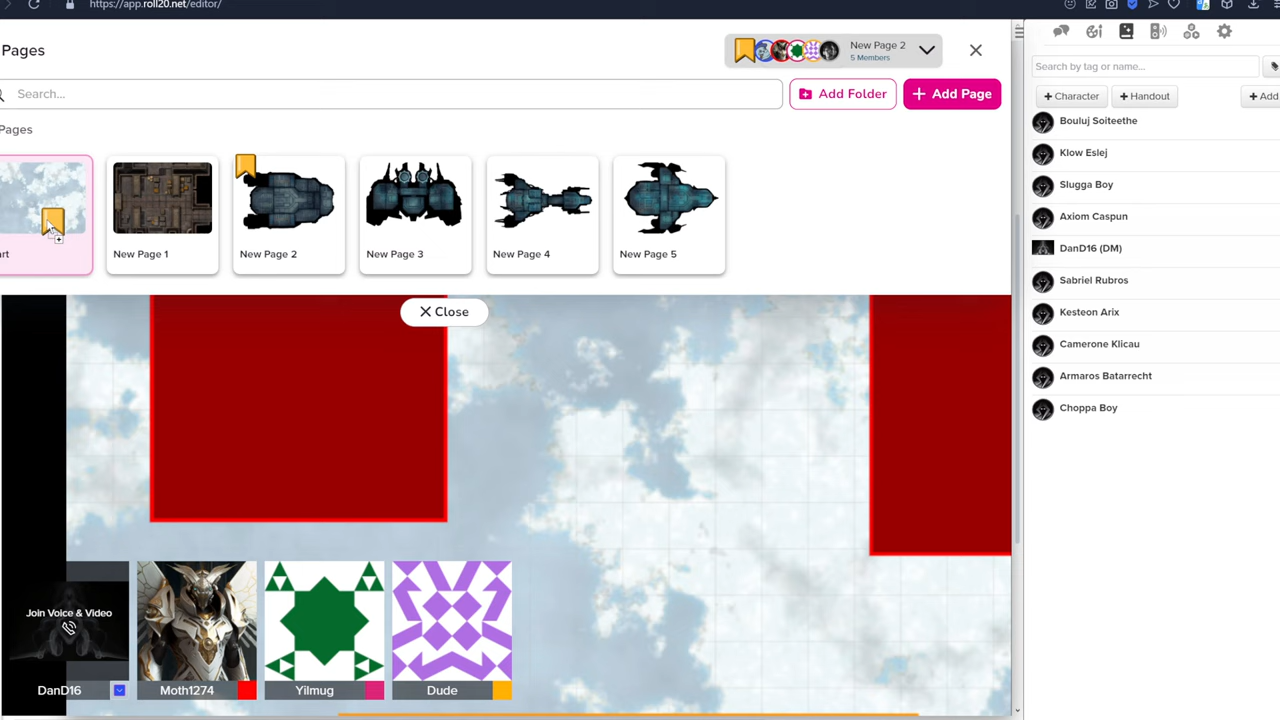 https://app.roll20.net/editor/
Pages
New Page 2
5 Members
Search...
Add Folder
Add Page
Pages
rt
New Page 1
New Page 2
New Page 3
New Page 4
New Page 5
Close
Join Voice & Video
DanD16
Moth1274
Yilmug
Dude
Search by tag or name...
+ Character
+ Handout
+ Add
Bouluj Soiteethe
Klow Eslej
Slugga Boy
Axiom Caspun
DanD16 (DM)
Sabriel Rubros
Kesteon Arix
Camerone Klicau
Armaros Batarrecht
Choppa Boy